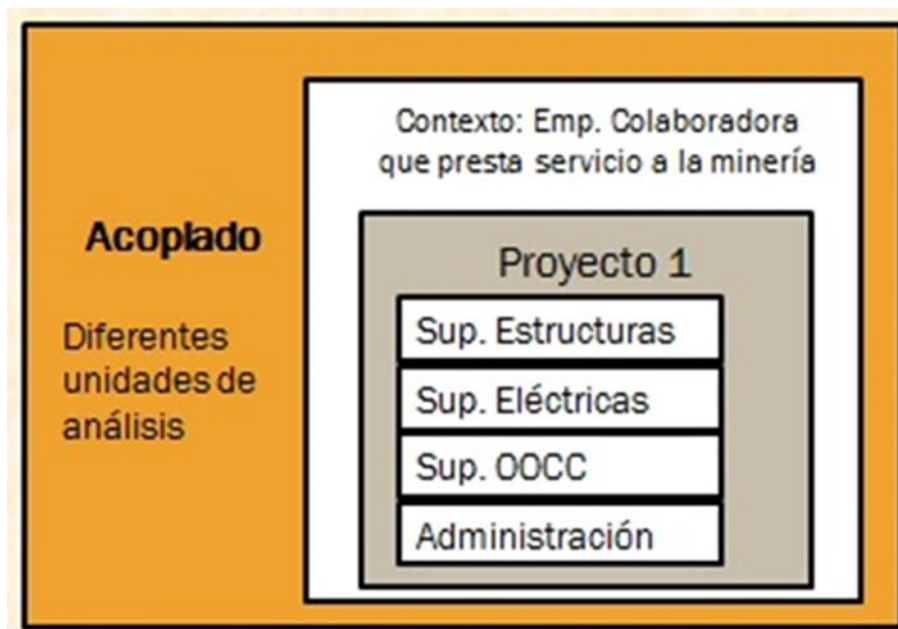 Contexto: Emp. Colaboradora
que presta servicio a la minería
Acoplado
Diferentes
unidades de
análisis
Proyecto 1
Sup. Estructuras
Sup. Eléctricas
Sup. OOCC
Administración